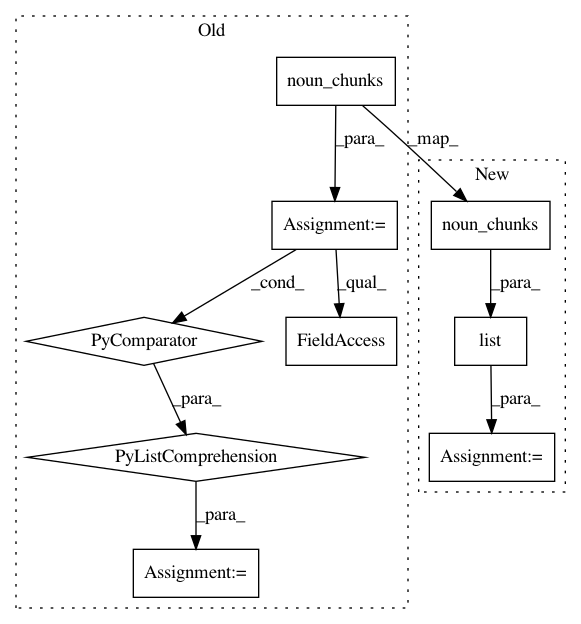 Old
noun_chunks
_para_
_map_
New
Assignment:=
noun_chunks
_cond_
_qual_
_para_
PyComparator
FieldAccess
list
_para_
_para_
PyListComprehension
Assignment:=
_para_
Assignment:=